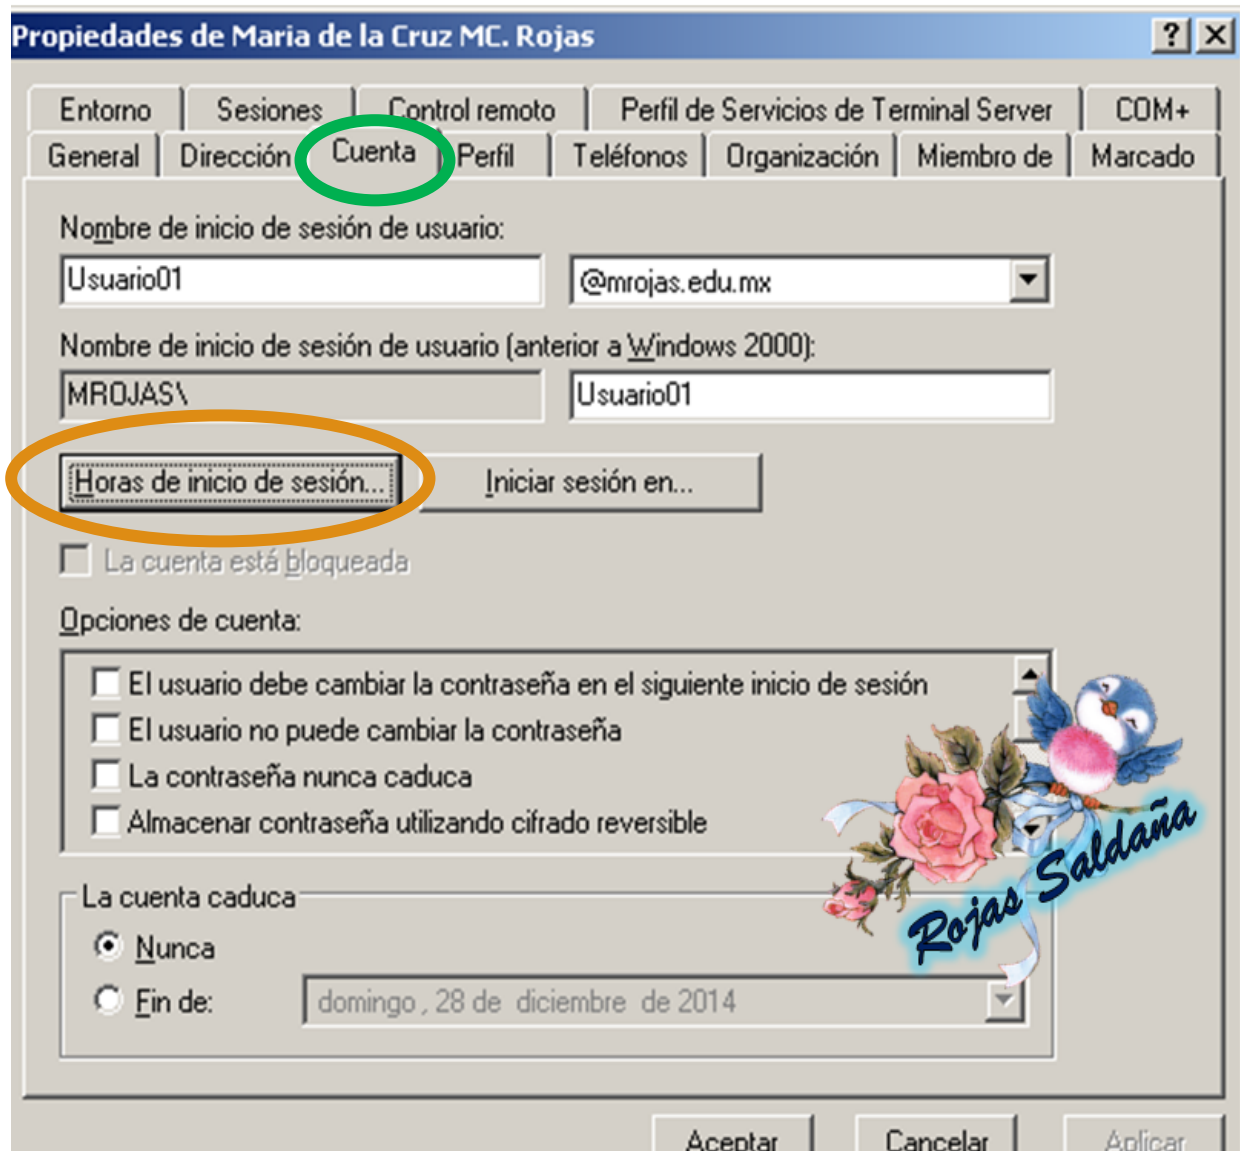 Propiedades de Maria de la Cruz MC. Rojas
Entorno Sesiones Control remoto Perfil de Servicios de Terminal Server COM+
General Dirección Cuenta Perfil Teléfonos Organización Miembro de Marcado
Nombre de inicio de sesión de usuario:
Usuario01 @mrojas.edu.mx
Nombre de inicio de sesión de usuario (anterior a Windows 2000):
MROJAS\ Usuario01
Horas de inicio de sesión... Iniciar sesión en...
La cuenta está bloqueada
Opciones de cuenta:
El usuario debe cambiar la contraseña en el siguiente inicio de sesión
El usuario no puede cambiar la contraseña
La contraseña nunca caduca
Almacenar contraseña utilizando cifrado reversible
Rojas Saldaña
La cuenta caduca
Nunca
Fin de: domingo , 28 de diciembre de 2014
Aceptar Cancelar Aplicar